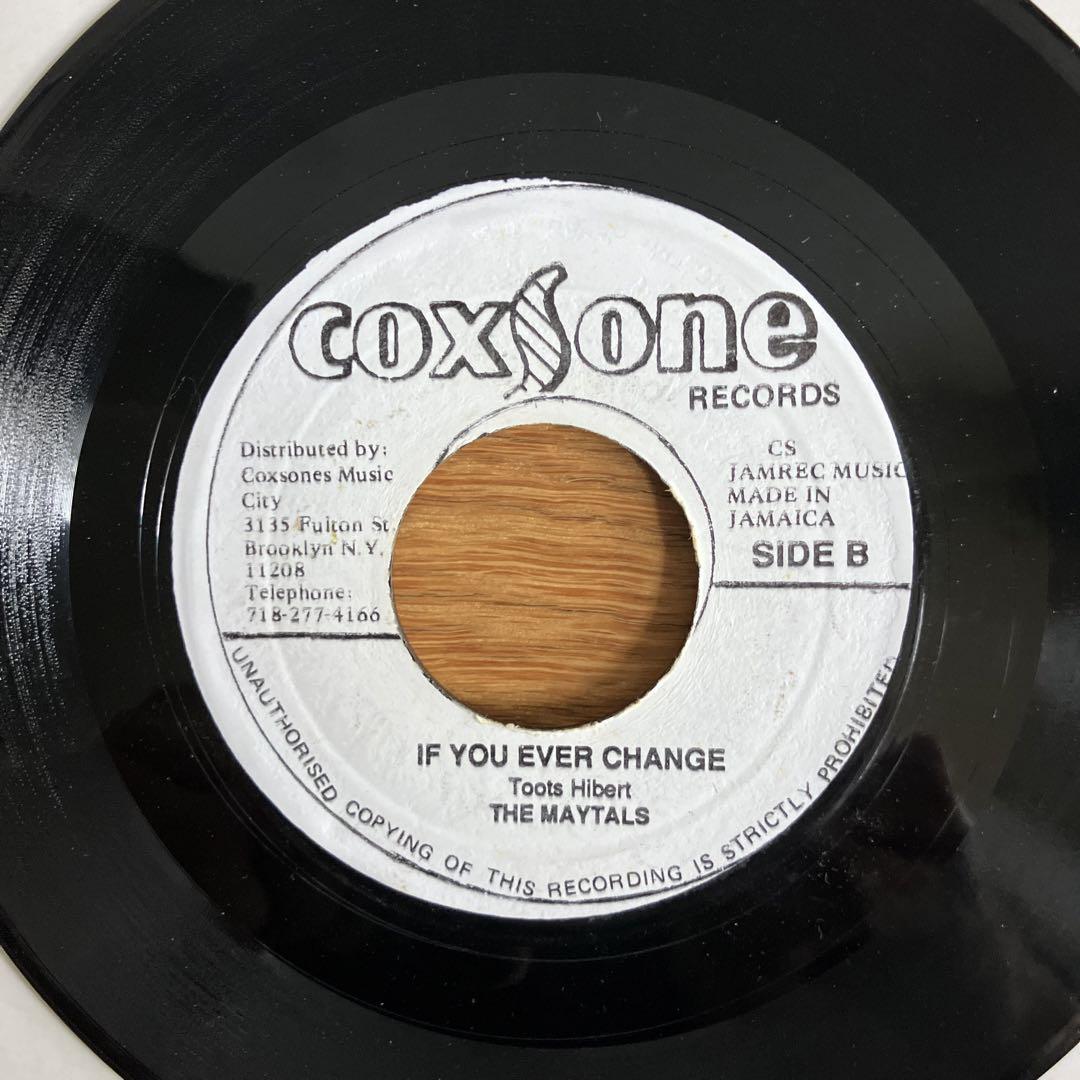 coxsone
RECORDS
Distributed by:
Coxsones Music
City
3135 Fulton St
Brooklyn N.Y.
11208
Telephone:
718-277-4166
CS
JAMREC MUSIC
MADE IN
JAMAICA
SIDE B
IF YOU EVER CHANGE
Toots Hibert
THE MAYTALS
UNAUTHORISED COPYING OF THIS RECORDING IS STRICTLY PROHIBITED